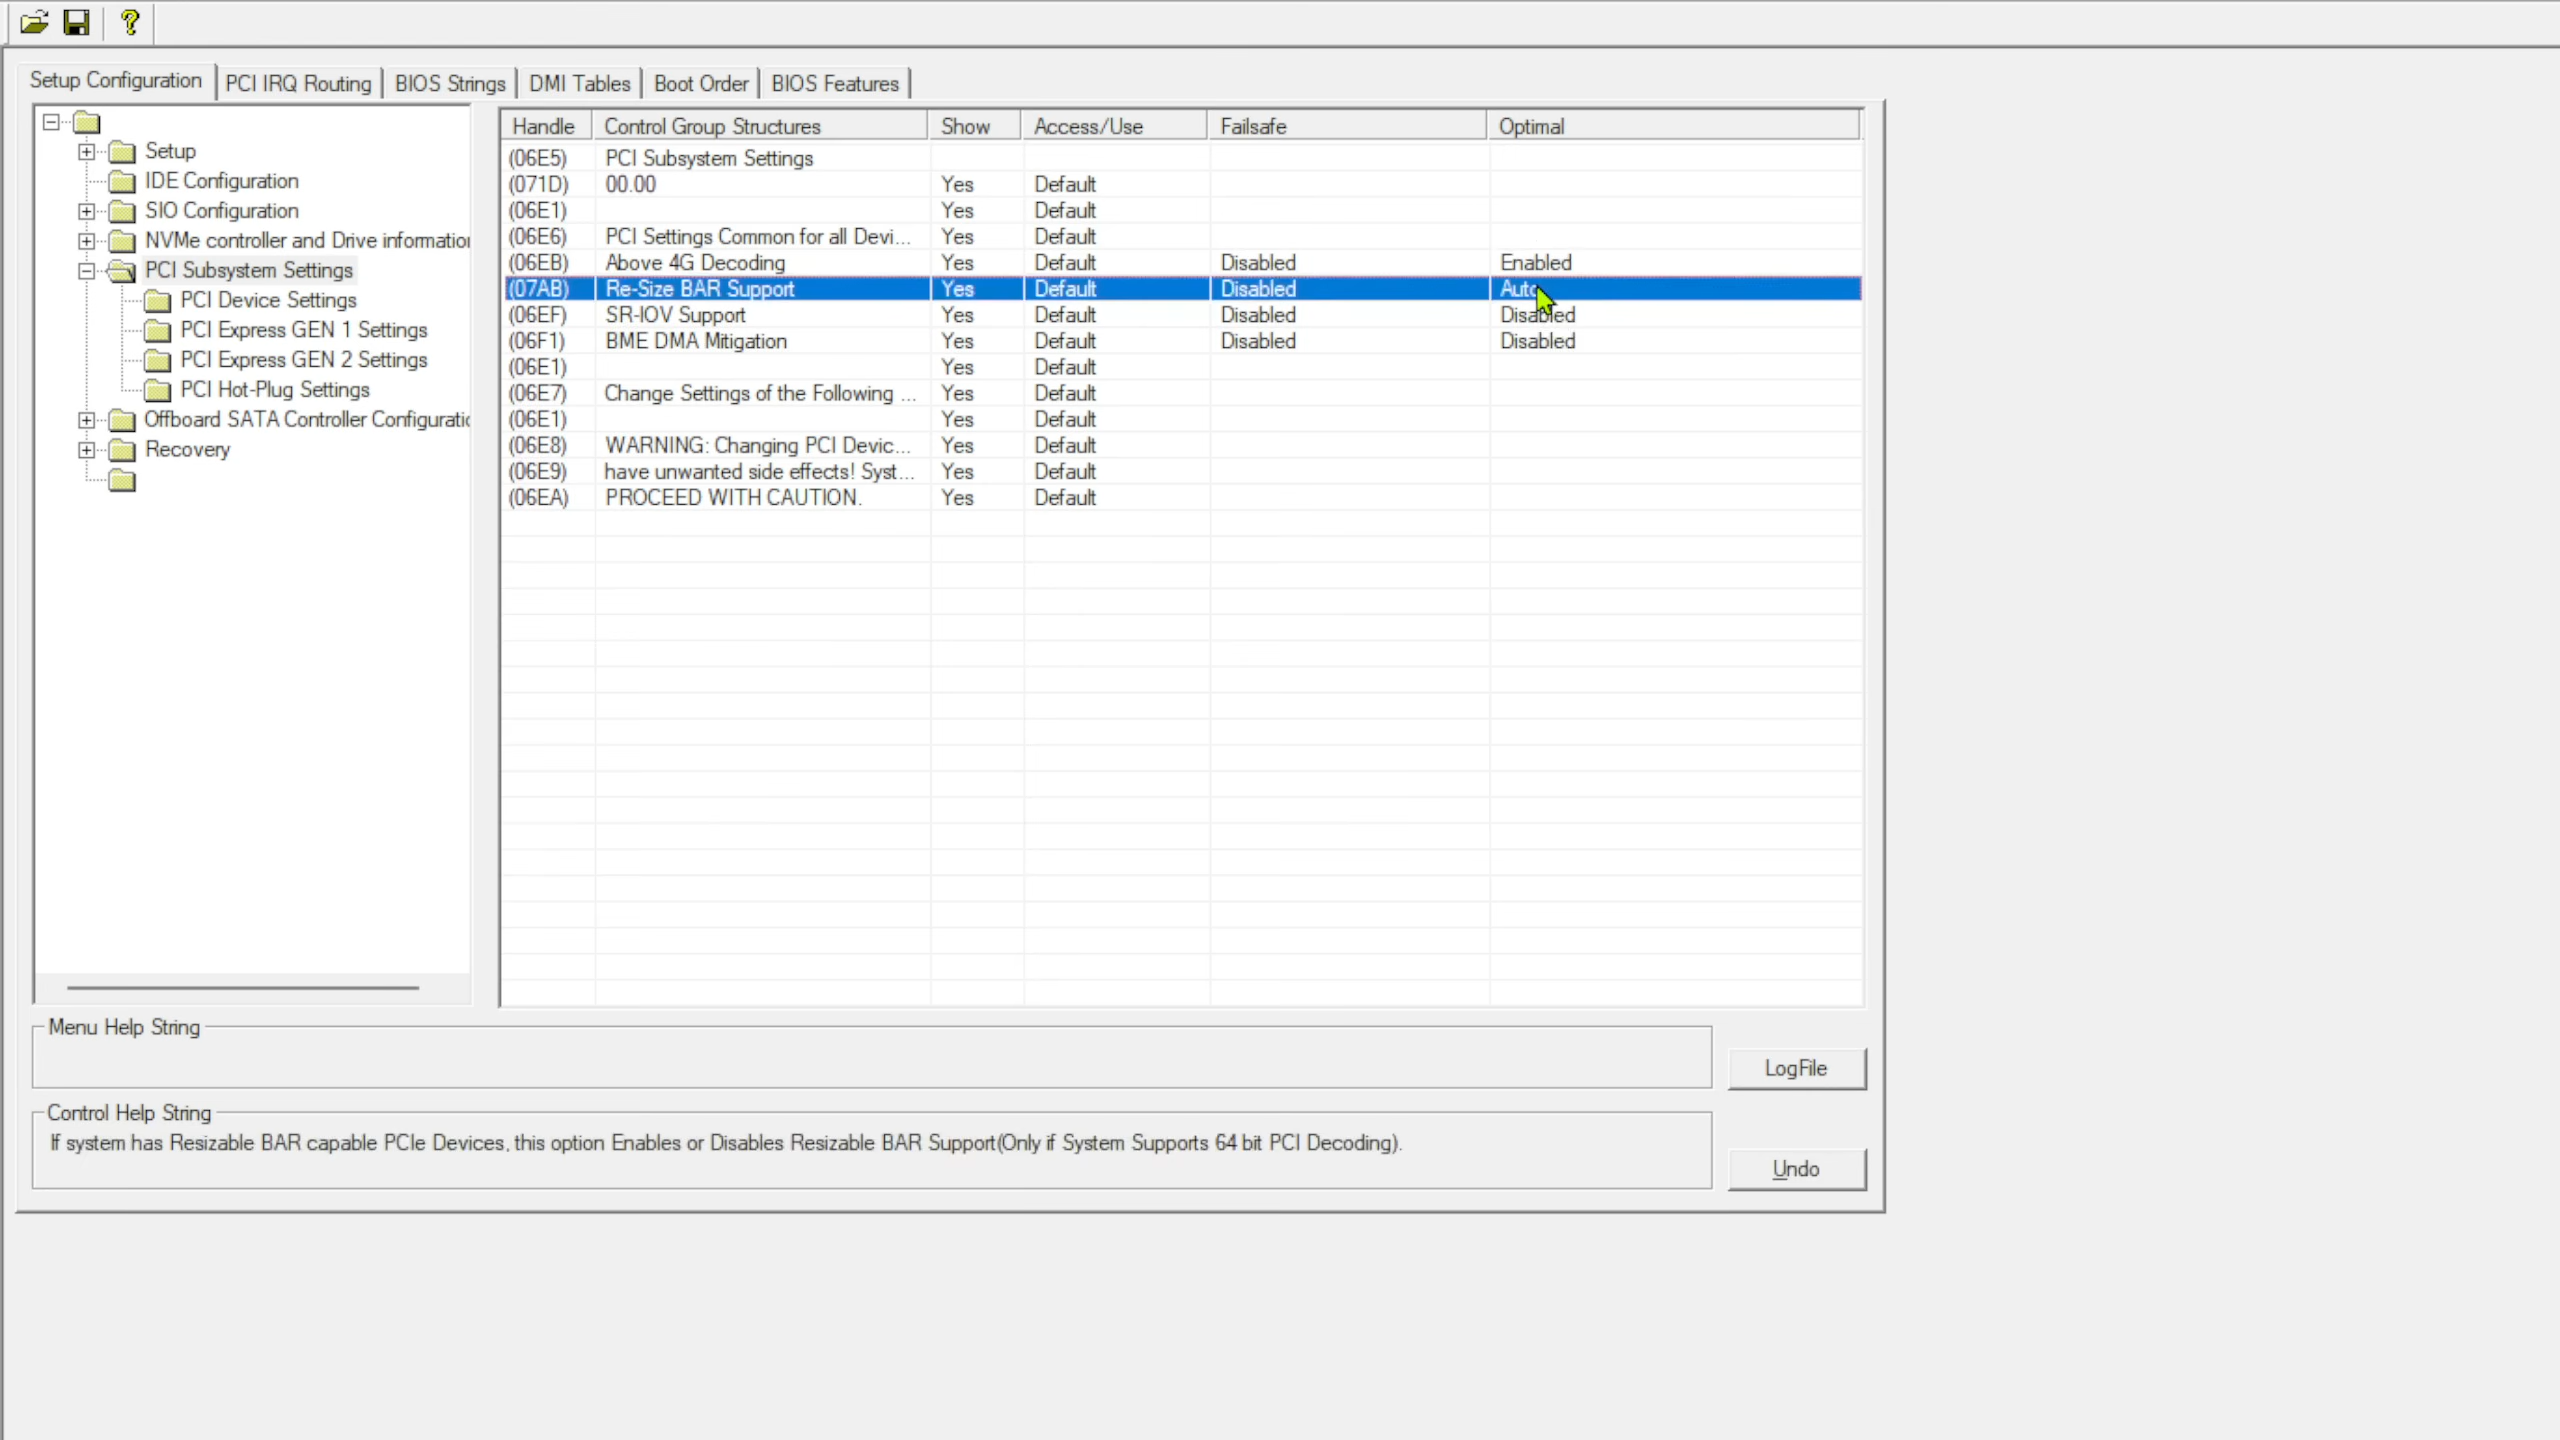 Setup Configuration PCI IRQ Routing BIOS Strings DMI Tables Boot Order BIOS Features
Setup
IDE Configuration
SIO Configuration
NVMe controller and Drive information
PCI Subsystem Settings
PCI Device Settings
PCI Express GEN 1 Settings
PCI Express GEN 2 Settings
PCI Hot-Plug Settings
Offboard SATA Controller Configuratio
Recovery
Handle Control Group Structures Show Access/Use Failsafe Optimal
(06E5) PCI Subsystem Settings
(071D) 00.00 Yes Default
(06E1) Yes Default
(06E6) PCI Settings Common for all Devi... Yes Default
(06EB) Above 4G Decoding Yes Default Disabled Enabled
(07AB) Re-Size BAR Support Yes Default Disabled Auto
(06EF) SR-IOV Support Yes Default Disabled Disabled
(06F1) BME DMA Mitigation Yes Default Disabled Disabled
(06E1) Yes Default
(06E7) Change Settings of the Following ... Yes Default
(06E1) Yes Default
(06E8) WARNING: Changing PCI Devic... Yes Default
(06E9) have unwanted side effects! Syst... Yes Default
(06EA) PROCEED WITH CAUTION. Yes Default
Menu Help String
LogFile
Control Help String
If system has Resizable BAR capable PCIe Devices, this option Enables or Disables Resizable BAR Support(Only if System Supports 64 bit PCI Decoding).
Undo